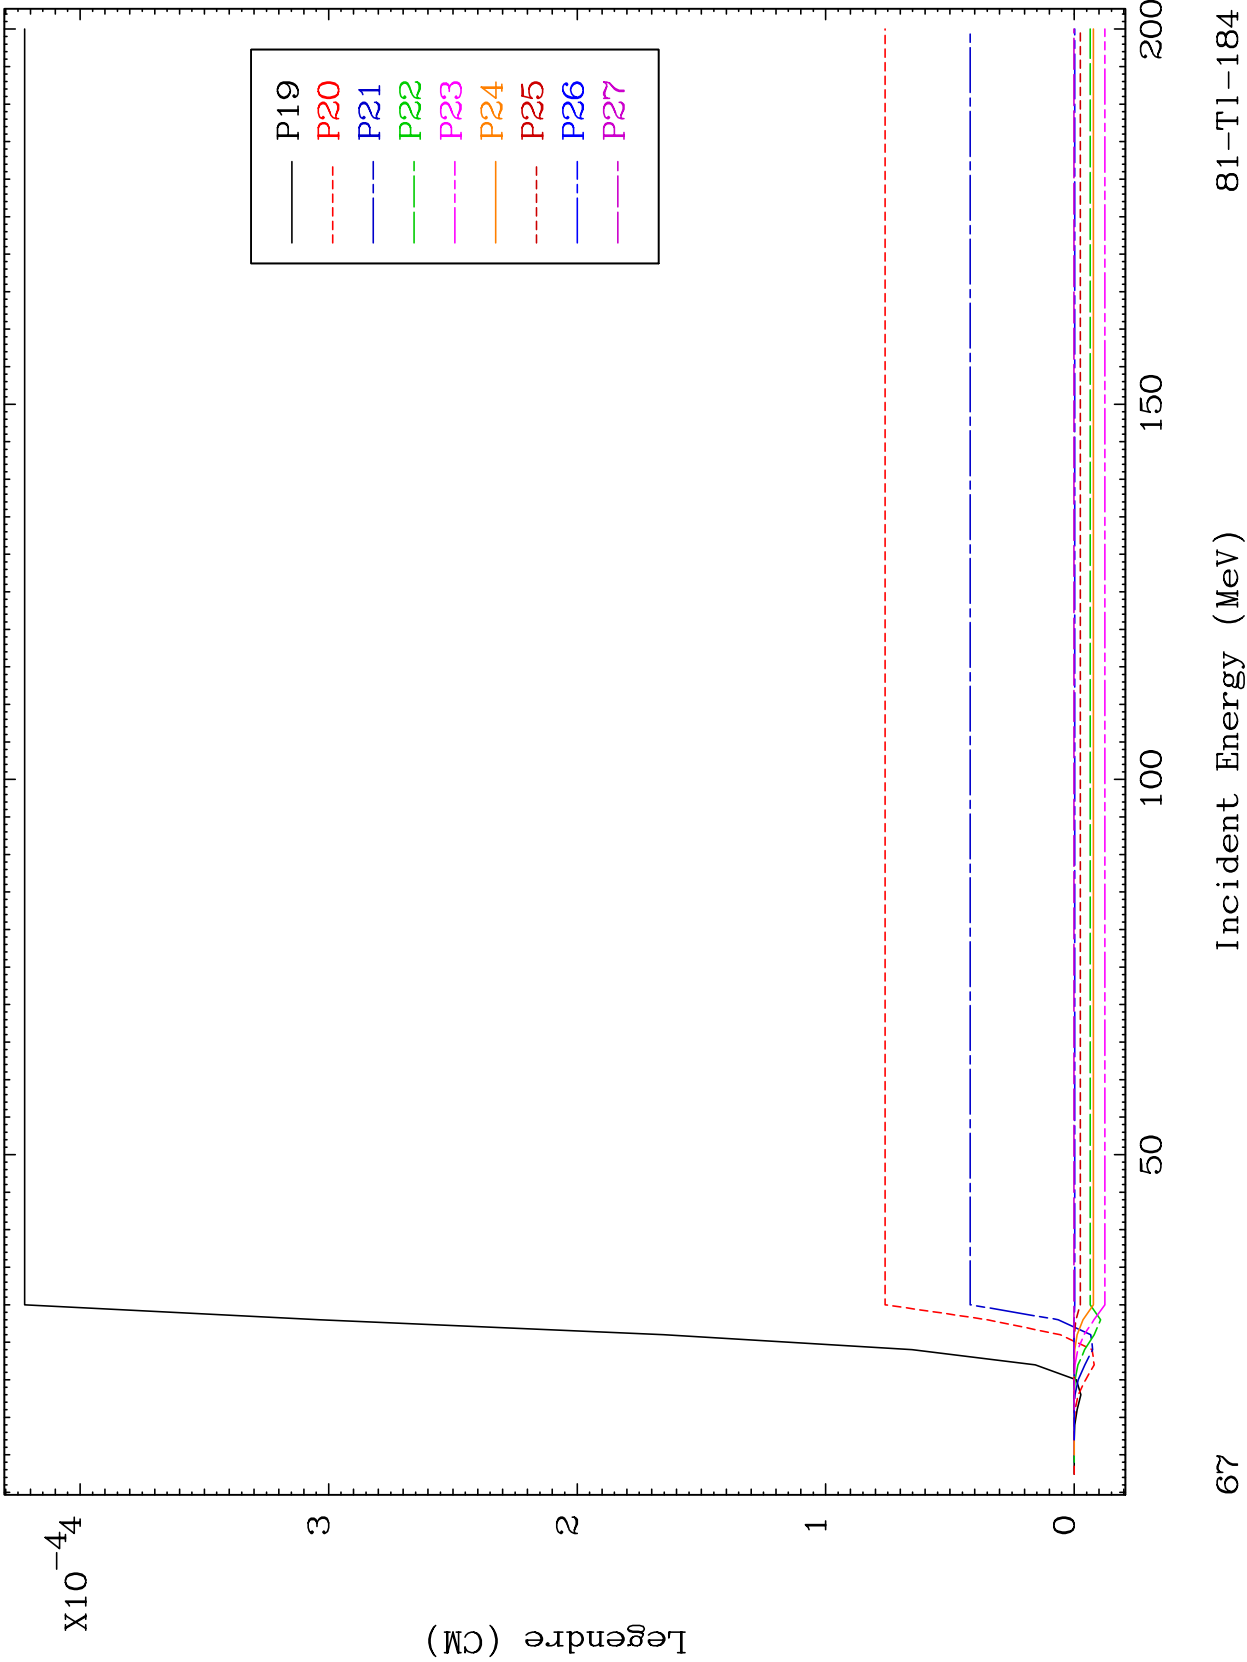 X10-4
4
3
2
1
0
Legendre (CM)
P19
P20
P21
P22
P23
P24
P25
P26
P27
50
100
150
200
Incident Energy (MeV)
67
81-Tl-184